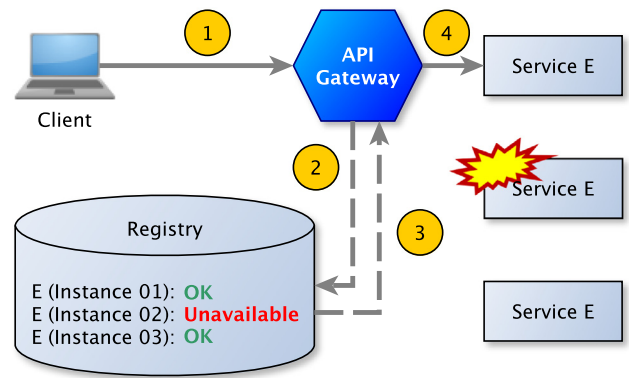 1
API
Gateway
4
Service E
Client
2
Service E
3
Registry
E (Instance 01): OK
E (Instance 02): Unavailable
E (Instance 03): OK
Service E